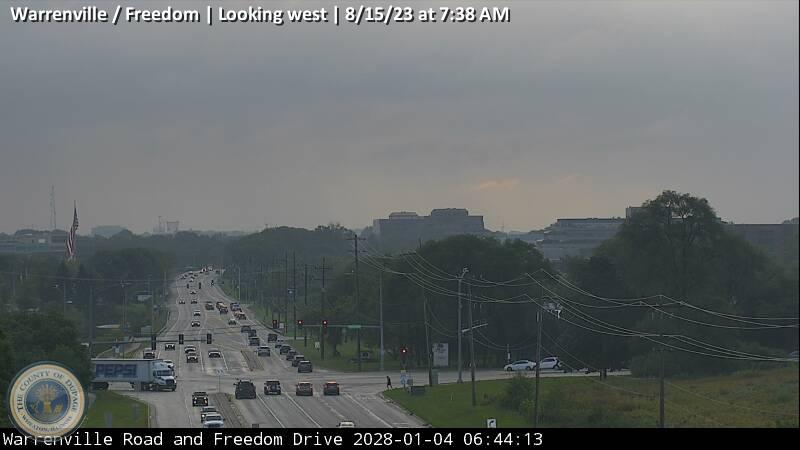 Warrenville / Freedom | Looking west | 8/15/23 at 7:38 AM
PEPSI
THE COUNTY OF DUPAGE
Warrenville Road and Freedom Drive 2028-01-04 06:44:13